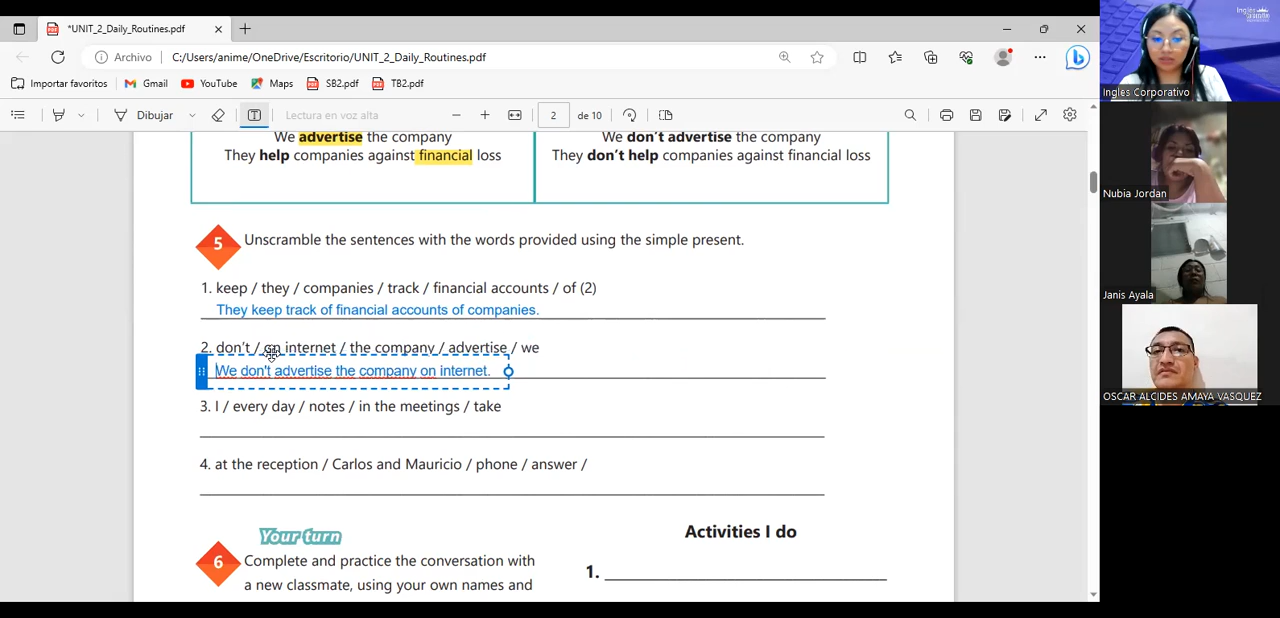 *UNIT_2_Daily_Routines.pdf
Archivo C:/Users/anime/OneDrive/Escritorio/UNIT_2_Daily_Routines.pdf
Importar favoritos Gmail YouTube Maps SB2.pdf TB2.pdf
Dibujar Lectura en voz alta 2 de 10
We advertise the company We don't advertise the company
They help companies against financial loss They don't help companies against financial loss
5 Unscramble the sentences with the words provided using the simple present.
1. keep / they / companies / track / financial accounts / of (2)
They keep track of financial accounts of companies.
2. don't / on internet / the company / advertise / we
We don't advertise the company on internet.
3. I / every day / notes / in the meetings / take
4. at the reception / Carlos and Mauricio / phone / answer /
Your turn
Activities I do
6 Complete and practice the conversation with
a new classmate, using your own names and
1.
Ingles Corporativo
Nubia Jordan
Janis Ayala
OSCAR ALCIDES AMAYA VASQUEZ